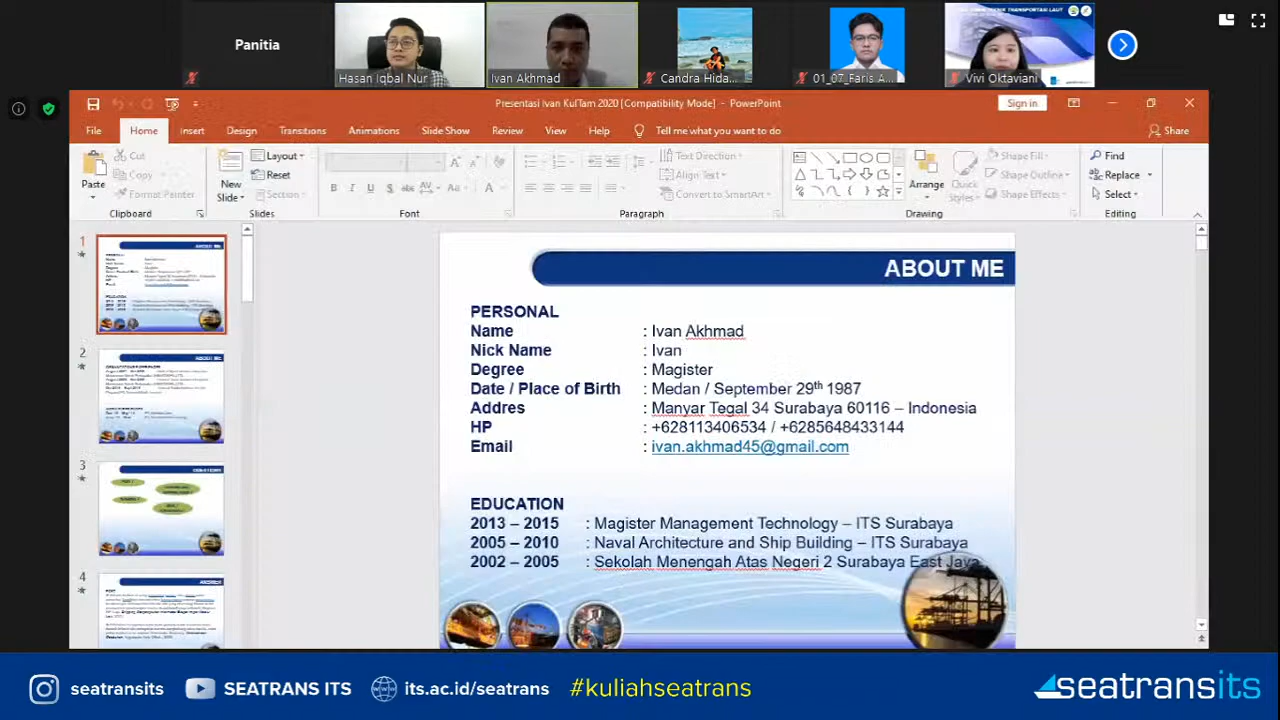 Panitia
Hasan Iqbal Nur
Ivan Akhmad
Candra Hida...
01_07_Faris A...
Vivi Oktaviani
Presentasi Ivan KulTam 2020 [Compatibility Mode] - PowerPoint
Sign in
File Home Insert Design Transitions Animations Slide Show Review View Help Tell me what you want to do Share
Paste
Cut
Copy
Format Painter
Clipboard
New Slide
Layout
Reset
Section
Slides
Font
Text Direction
Align Text
Convert to SmartArt
Paragraph
Arrange
Quick Styles
Shape Fill
Shape Outline
Shape Effects
Drawing
Find
Replace
Select
Editing
1
2
3
4
ABOUT ME
PERSONAL
Name : Ivan Akhmad
Nick Name : Ivan
Degree : Magister
Date / Place of Birth : Medan / September 29th 1987
Addres : Manyar Tegal 34 Surabaya 60116 – Indonesia
HP : +628113406534 / +6285648433144
Email : ivan.akhmad45@gmail.com
EDUCATION
2013 – 2015 : Magister Management Technology – ITS Surabaya
2005 – 2010 : Naval Architecture and Ship Building – ITS Surabaya
2002 – 2005 : Sekolah Menengah Atas Negeri 2 Surabaya East Java
seatransits SEATRANS ITS its.ac.id/seatrans #kuliahseatrans seatransits